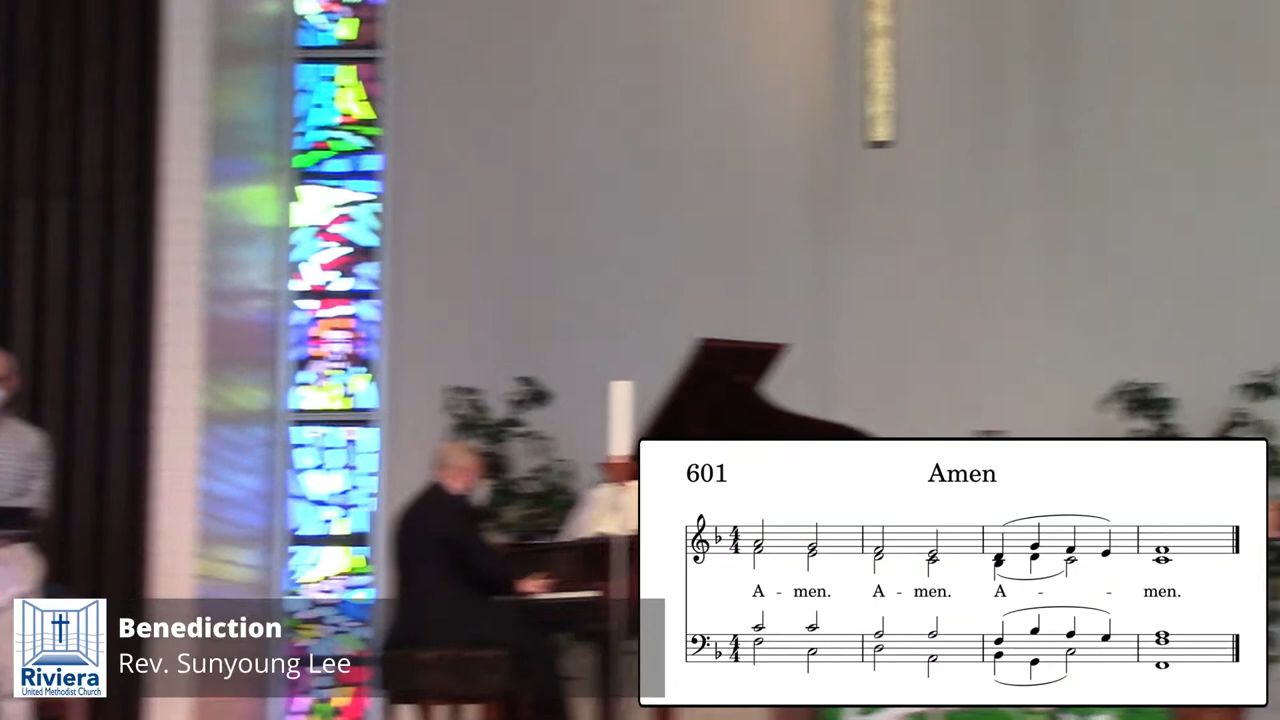 601 Amen
A - men. A - men. A - - men.
Benediction
Rev. Sunyoung Lee
Riviera
United Methodist Church